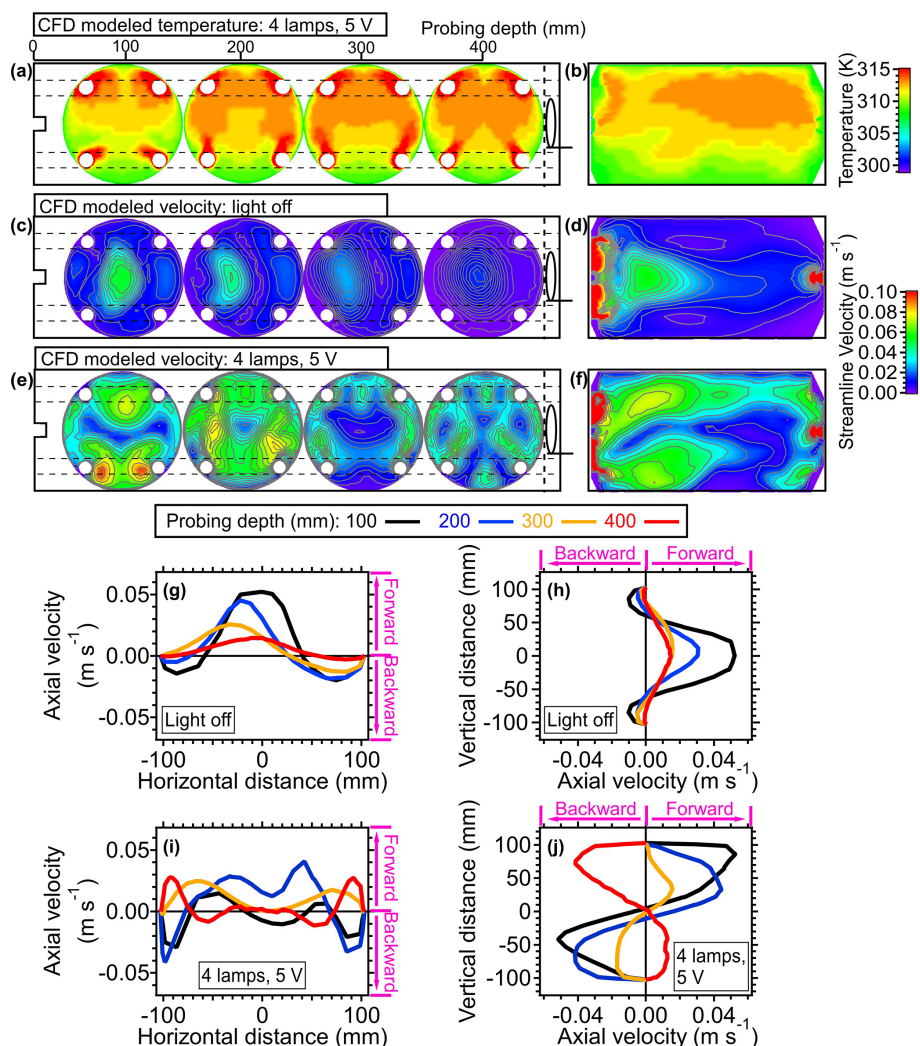 CFD modeled temperature: 4 lamps, 5 V
Probing depth (mm)
0 100 200 300 400
(a)
(b)
Temperature (K)
315
310
305
300
CFD modeled velocity: light off
(c)
(d)
CFD modeled velocity: 4 lamps, 5 V
(e)
(f)
Streamline Velocity (m s-1)
0.10
0.08
0.06
0.04
0.02
0.00
Probing depth (mm): 100 200 300 400
(g)
Axial velocity
(m s-1)
0.05
0.00
-0.05
Light off
Forward
Backward
-100 0 100
Horizontal distance (mm)
Backward Forward
(h)
Vertical distance (mm)
100
50
0
-50
-100
Light off
-0.04 0.00 0.04
Axial velocity (m s-1)
(i)
Axial velocity
(m s-1)
0.05
0.00
-0.05
4 lamps, 5 V
Forward
Backward
-100 0 100
Horizontal distance (mm)
Backward Forward
(j)
Vertical distance (mm)
100
50
0
-50
-100
4 lamps,
5 V
-0.04 0.00 0.04
Axial velocity (m s-1)